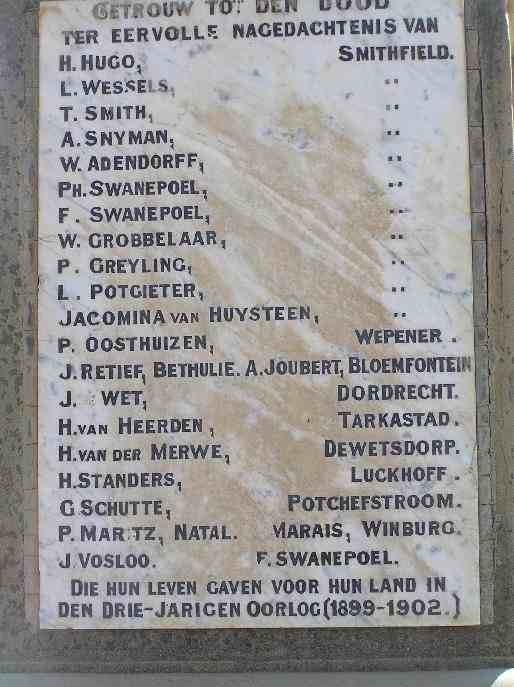 GETROUW TOT DEN DOOD
TER EERVOLLE NAGEDACHTENIS VAN
H. HUGO, SMITHFIELD.
L. WESSELS, "
T. SMITH, "
A. SNYMAN, "
W. ADENDORFF, "
PH. SWANEPOEL, "
F. SWANEPOEL, "
W. GROBBELAAR, "
P. GREYLING, "
L. POTGIETER, "
JACOMINA VAN HUYSTEEN, "
P. OOSTHUIZEN, WEPENER.
J. RETIEF, BETHULIE. A. JOUBERT, BLOEMFONTEIN
J. WET, DORDRECHT.
H. VAN HEERDEN, TARKASTAD.
H. VAN DER MERWE, DEWETSDORP.
H. STANDERS, LUCKHOFF.
G. SCHUTTE, POTCHEFSTROOM.
P. MARITZ, NATAL. MARAIS, WINBURG.
J. VOSLOO. F. SWANEPOEL.
DIE HUN LEVEN GAVEN VOOR HUN LAND IN
DEN DRIE-JARIGEN OORLOG (1899-1902.)